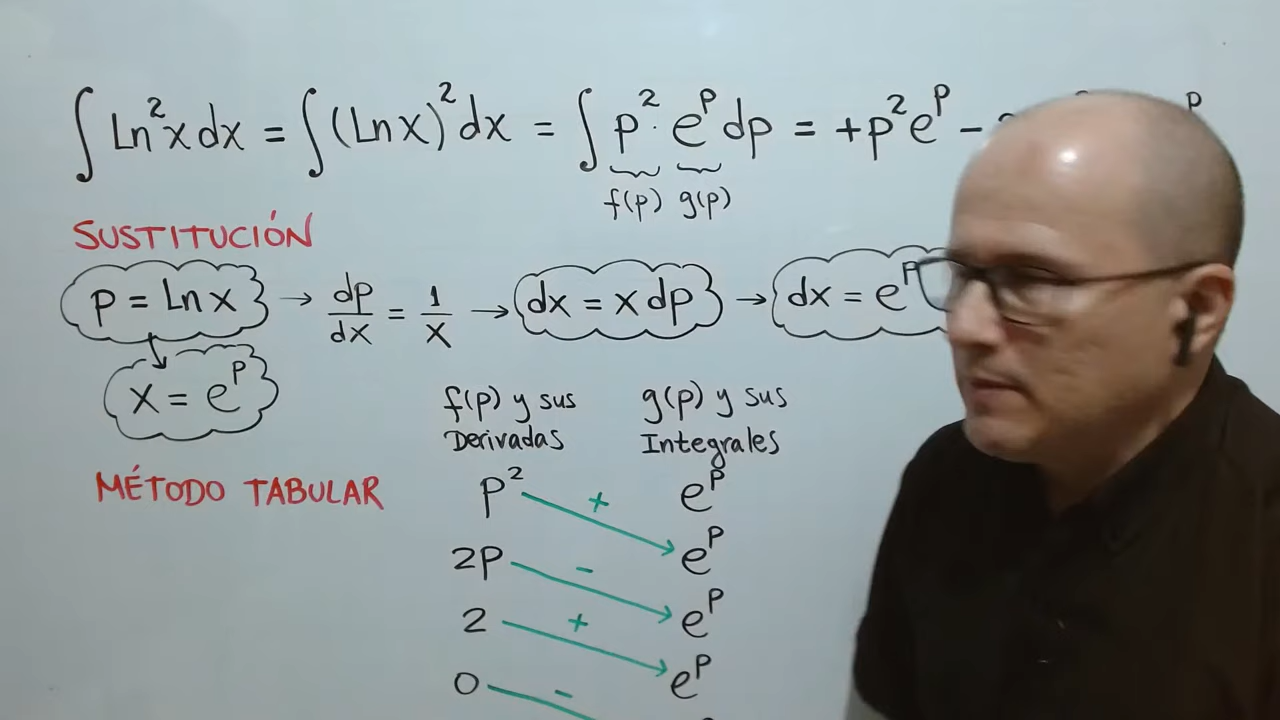 ∫ Ln²x dx = ∫ (Ln x)² dx = ∫ p² · e^p dp = +p² e^p −
f(p) g(p)
SUSTITUCIÓN
p = Ln x → dp/dx = 1/x → dx = x dp → dx = e^p
x = e^p
f(p) y sus g(p) y sus
Derivadas Integrales
MÉTODO TABULAR
p² + e^p
2p − e^p
2 + e^p
0 − e^p